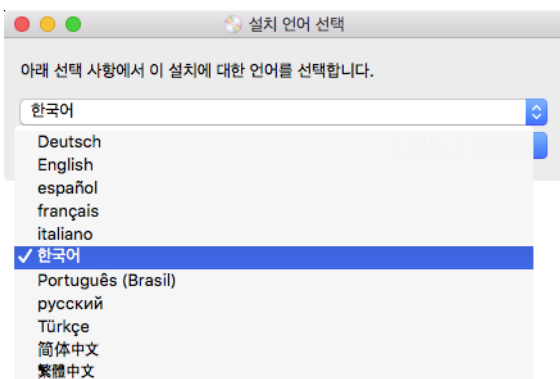 설치 언어 선택
아래 선택 사항에서 이 설치에 대한 언어를 선택합니다.
한국어
Deutsch
English
español
français
italiano
✓ 한국어
Português (Brasil)
русский
Türkçe
简体中文
繁體中文